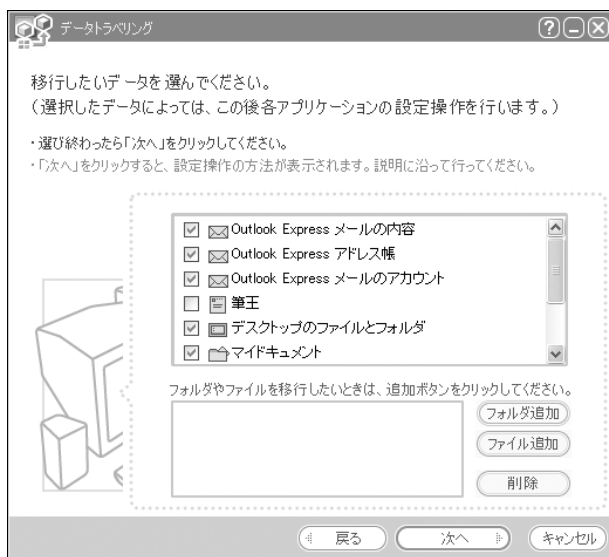 データトラベリング
移行したいデータを選んでください。
(選択したデータによっては、この後各アプリケーションの設定操作を行います。)
・選び終わったら「次へ」をクリックしてください。
・「次へ」をクリックすると、設定操作の方法が表示されます。説明に沿って行ってください。
Outlook Express メールの内容
Outlook Express アドレス帳
Outlook Express メールのアカウント
筆王
デスクトップのファイルとフォルダ
マイドキュメント
フォルダやファイルを移行したいときは、追加ボタンをクリックしてください。
フォルダ追加
ファイル追加
削除
戻る
次へ
キャンセル